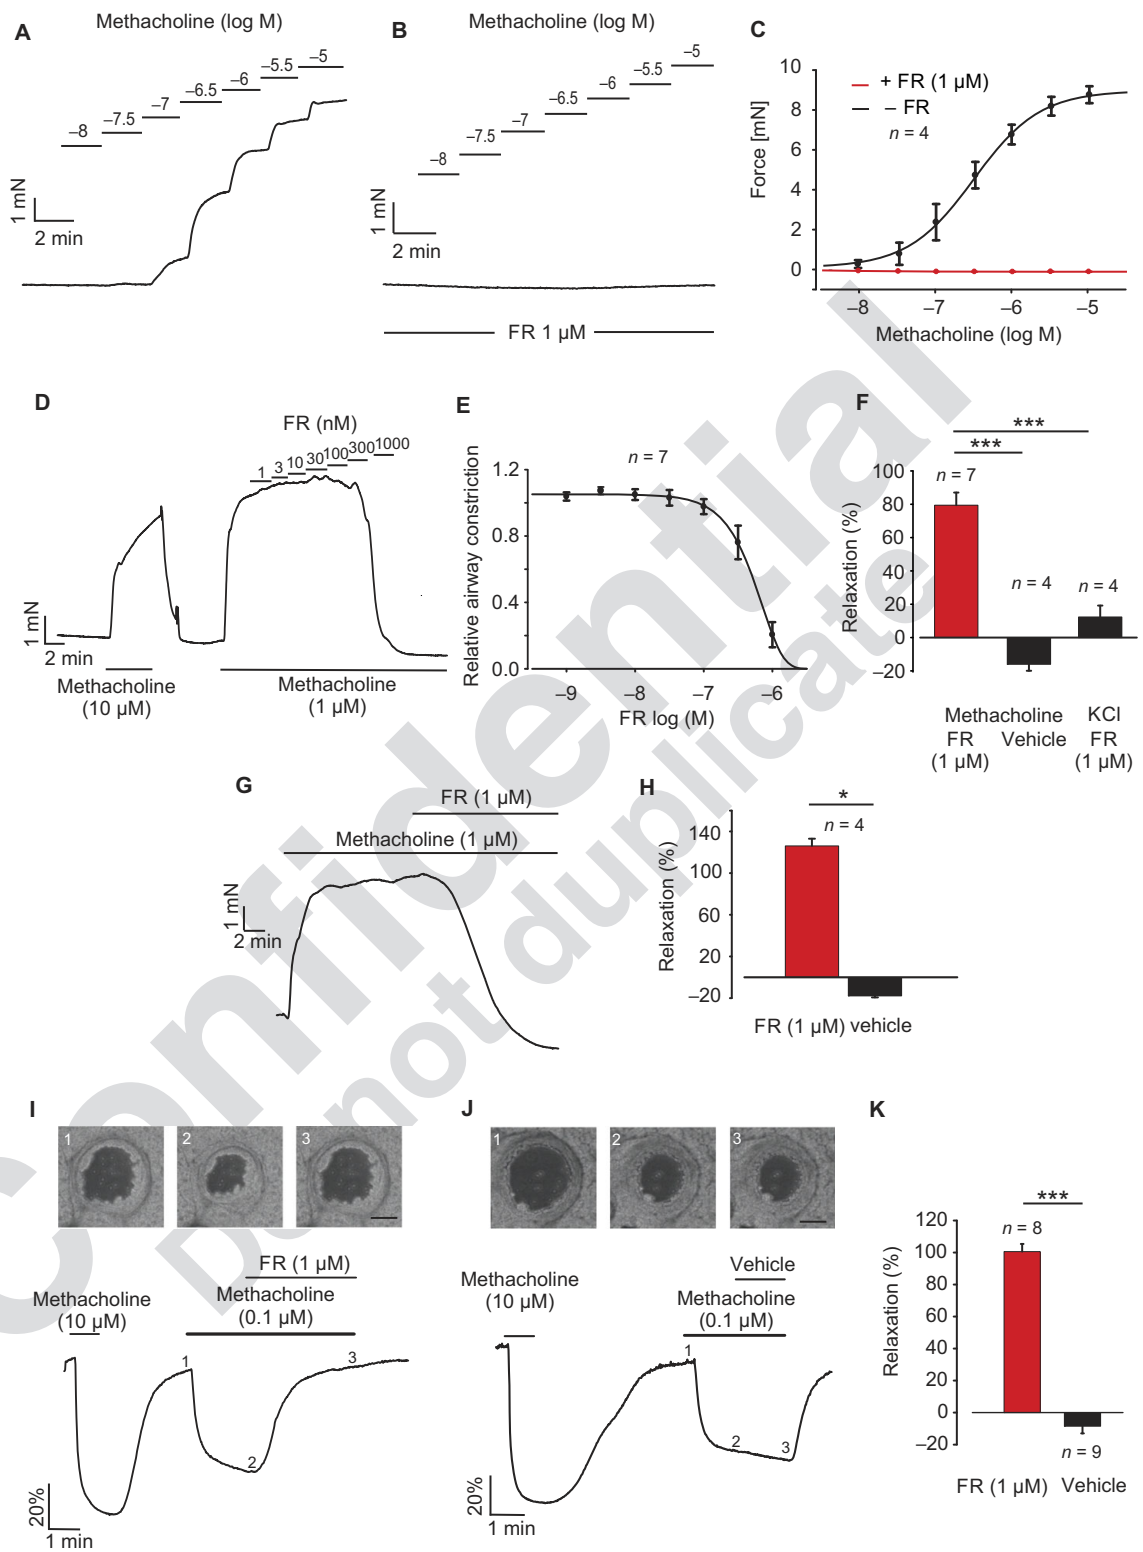 A
Methacholine (log M)
–8
–7.5
–7
–6.5
–6
–5.5
–5
1 mN
2 min
B
Methacholine (log M)
–8
–7.5
–7
–6.5
–6
–5.5
–5
1 mN
2 min
FR 1 µM
C
+ FR (1 µM)
– FR
n = 4
Force [mN]
10
8
6
4
2
0
–8
–7
–6
–5
Methacholine (log M)
D
FR (nM)
1
3
10
30
100
300
1000
1 mN
2 min
Methacholine
(10 µM)
Methacholine
(1 µM)
E
n = 7
Relative airway constriction
1.2
0.8
0.4
0.0
–9
–8
–7
–6
FR log (M)
F
***
***
Relaxation (%)
100
80
60
40
20
0
–20
n = 7
n = 4
n = 4
Methacholine
KCl
FR
Vehicle
FR
(1 µM)
(1 µM)
G
FR (1 µM)
Methacholine (1 µM)
1 mN
2 min
H
*
n = 4
Relaxation (%)
140
100
60
20
–20
FR (1 µM) vehicle
I
1
2
3
FR (1 µM)
Methacholine
(10 µM)
Methacholine
(0.1 µM)
1
2
3
20%
1 min
J
1
2
3
Vehicle
Methacholine
(10 µM)
Methacholine
(0.1 µM)
1
2
3
20%
1 min
K
***
n = 8
Relaxation (%)
120
100
80
60
40
20
0
–20
n = 9
FR (1 µM) Vehicle
Confidential
Do not duplicate